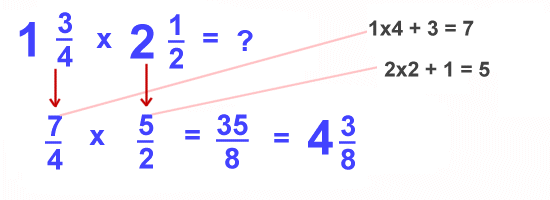 1 3/4 x 2 1/2 = ?
1x4 + 3 = 7
2x2 + 1 = 5
7/4 x 5/2 = 35/8 = 4 3/8